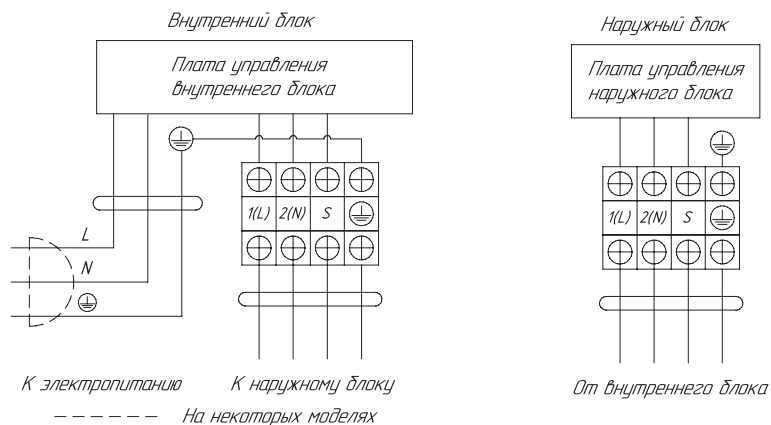 Внутренний блок
Плата управления
внутреннего блока
1(L) 2(N) S
L
N
К электропитанию
К наружному блоку
На некоторых моделях
Наружный блок
Плата управления
наружного блока
1(L) 2(N) S
От внутреннего блока